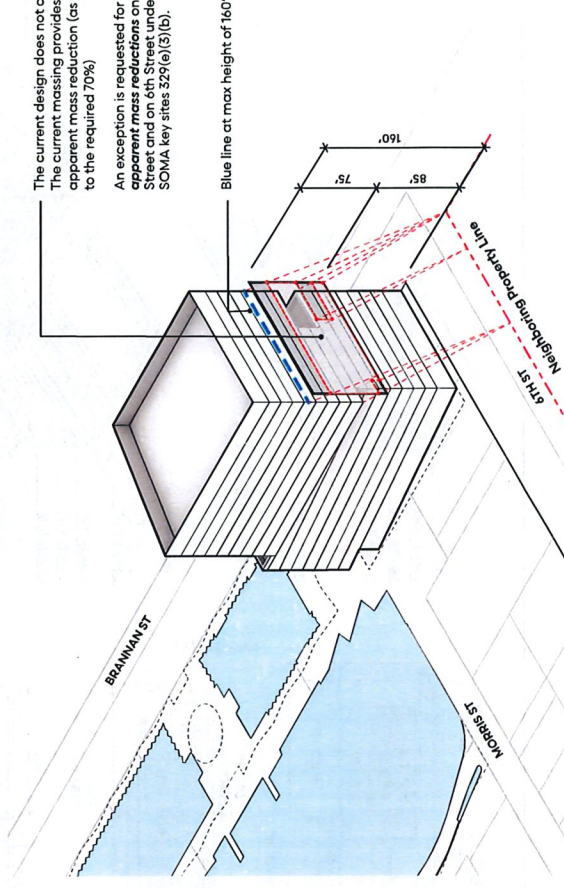 The current design does not c
The current massing provides
apparent mass reduction (as
to the required 70%)
An exception is requested for
apparent mass reductions on
Street and on 6th Street unde
SOMA key sites 329(e)(3)(b).
Blue line at max height of 160'
160'
75'
85'
Neighboring Property Line
6TH ST
BRANNAN ST
MORRIS ST